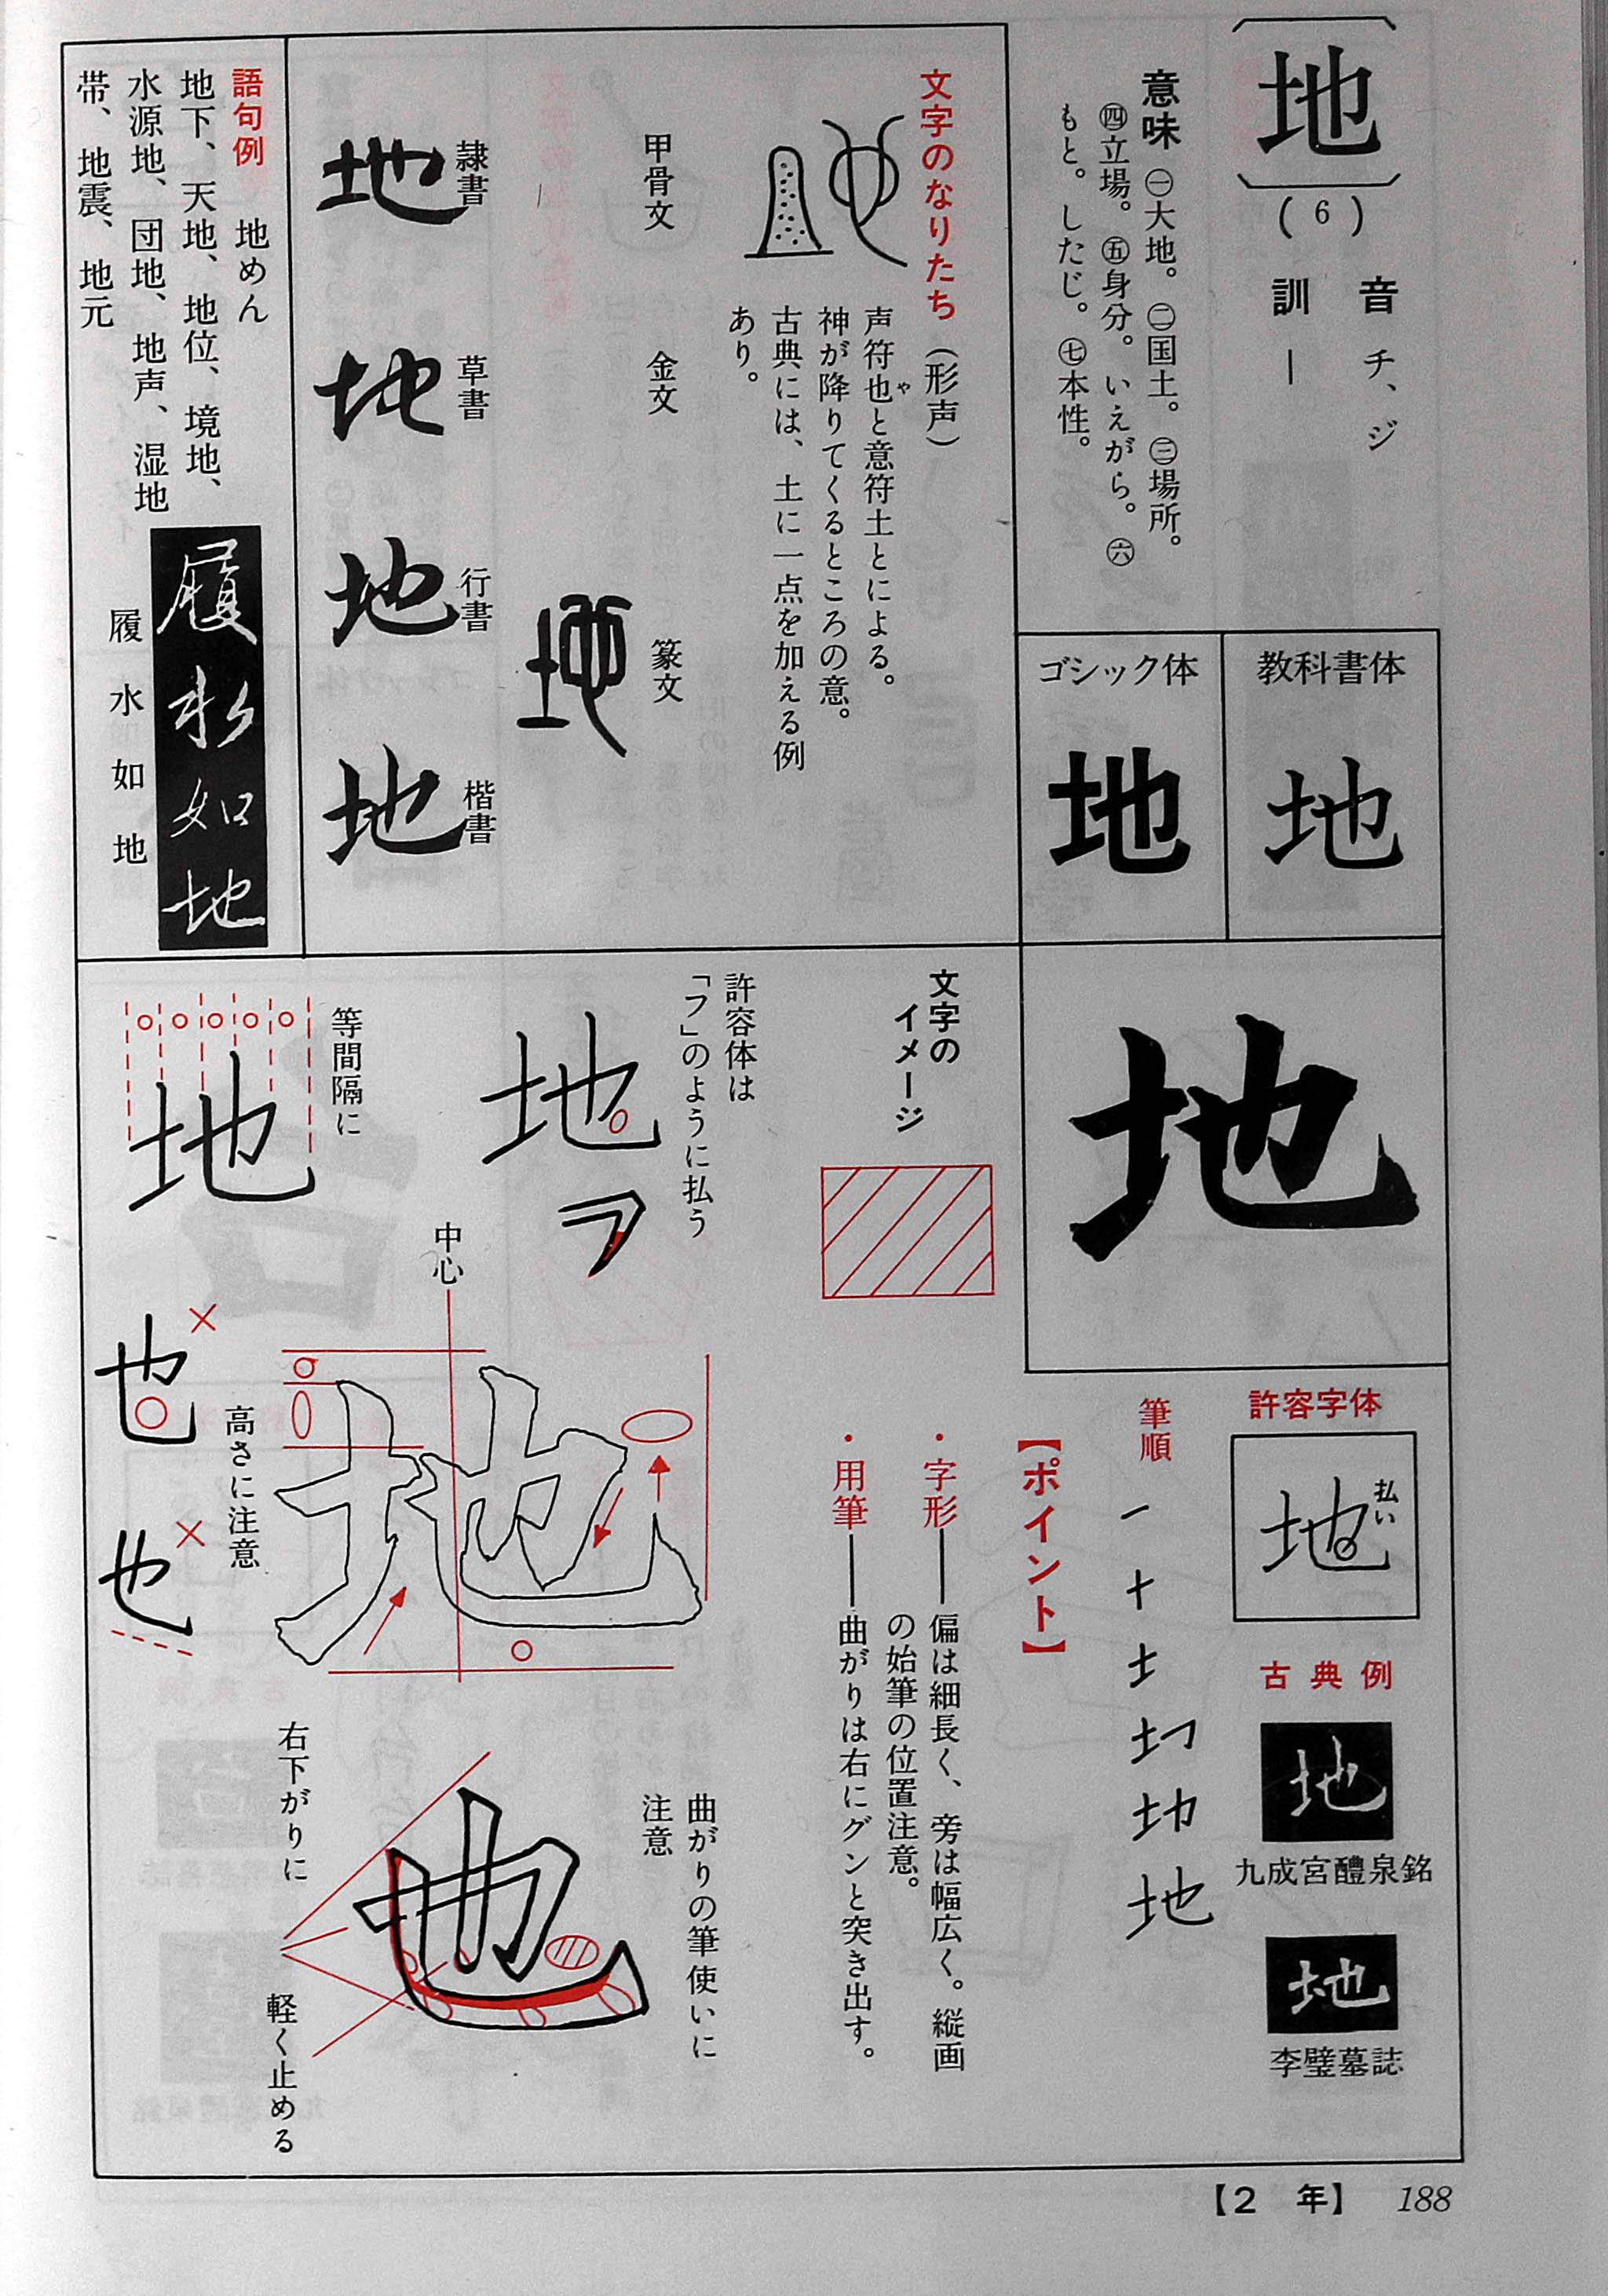 〔地〕(6)
音 チ、ジ
訓 ―
意味 ㊀大地。㊁国土。㊂場所。
㊃立場。㊄身分。いえがら。㊅
もと。したじ。㊆本性。
教科書体
地
ゴシック体
地
地
文字のなりたち（形声）
声符也と意符土とによる。
や
神が降りてくるところの意。
古典には、土に一点を加える例
あり。
甲骨文
金文
篆文
地
隷書
地
草書
地
行書
地
楷書
地
語句例 地めん
地下、天地、地位、境地、
水源地、団地、地声、湿地
帯、地震、地元
履水如地
履水如地
許容字体
地
払い
古典例
地
九成宮醴泉銘
地
李璧墓誌
筆順
一 十 土 地
【ポイント】
・字形――偏は細長く、旁は幅広く。縦画
の始筆の位置注意。
・用筆――曲がりは右にグンと突き出す。
文字の
イメージ
許容体は
「フ」のように払う
地
フ
等間隔に
地
中心
地
高さに注意
也
也
曲がりの筆使いに
注意
也
右下がりに
軽く止める
【2 年】 188